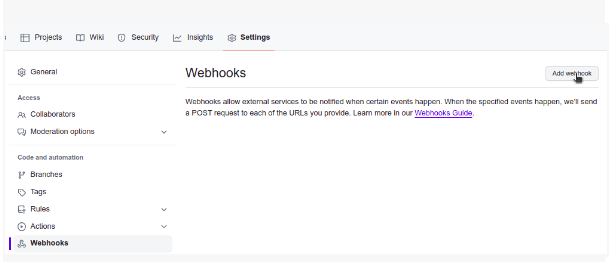 Projects
Wiki
Security
Insights
Settings
General
Access
Collaborators
Moderation options
Code and automation
Branches
Tags
Rules
Actions
Webhooks
Webhooks
Add webhook
Webhooks allow external services to be notified when certain events happen. When the specified events happen, we'll send
a POST request to each of the URLs you provide. Learn more in our Webhooks Guide.